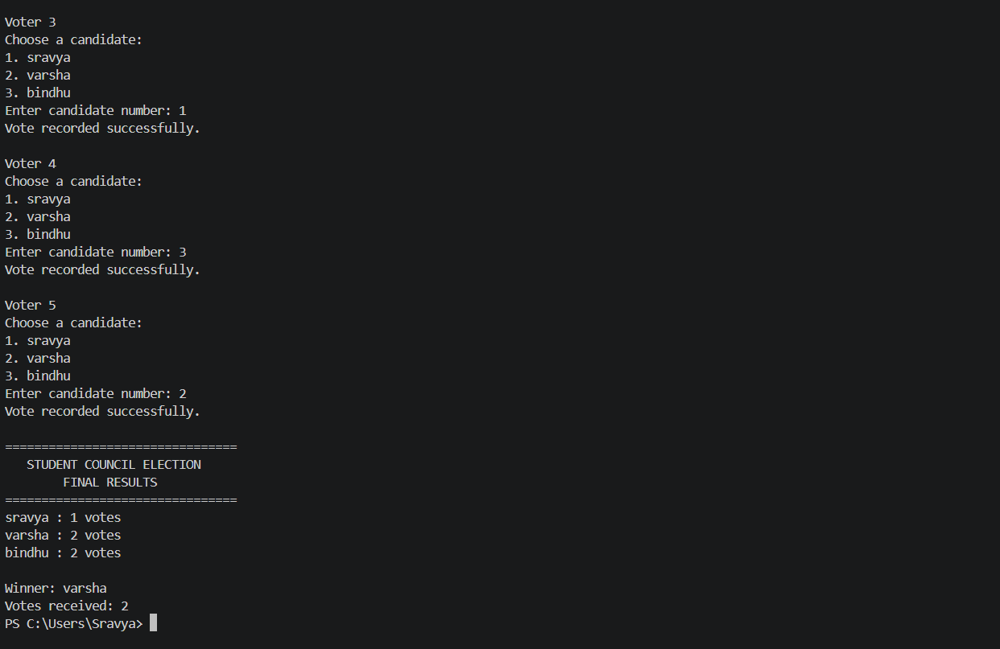 Voter 3
Choose a candidate:
1. sravya
2. varsha
3. bindhu
Enter candidate number: 1
Vote recorded successfully.
Voter 4
Choose a candidate:
1. sravya
2. varsha
3. bindhu
Enter candidate number: 3
Vote recorded successfully.
Voter 5
Choose a candidate:
1. sravya
2. varsha
3. bindhu
Enter candidate number: 2
Vote recorded successfully.
================================
STUDENT COUNCIL ELECTION
FINAL RESULTS
================================
sravya : 1 votes
varsha : 2 votes
bindhu : 2 votes
Winner: varsha
Votes received: 2
PS C:\Users\Sravya>